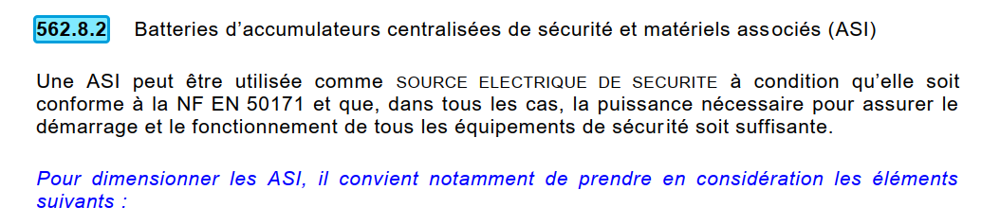 562.8.2 Batteries d’accumulateurs centralisées de sécurité et matériels associés (ASI)
Une ASI peut être utilisée comme SOURCE ELECTRIQUE DE SECURITE à condition qu’elle soit
conforme à la NF EN 50171 et que, dans tous les cas, la puissance nécessaire pour assurer le
démarrage et le fonctionnement de tous les équipements de sécurité soit suffisante.
Pour dimensionner les ASI, il convient notamment de prendre en considération les éléments
suivants :